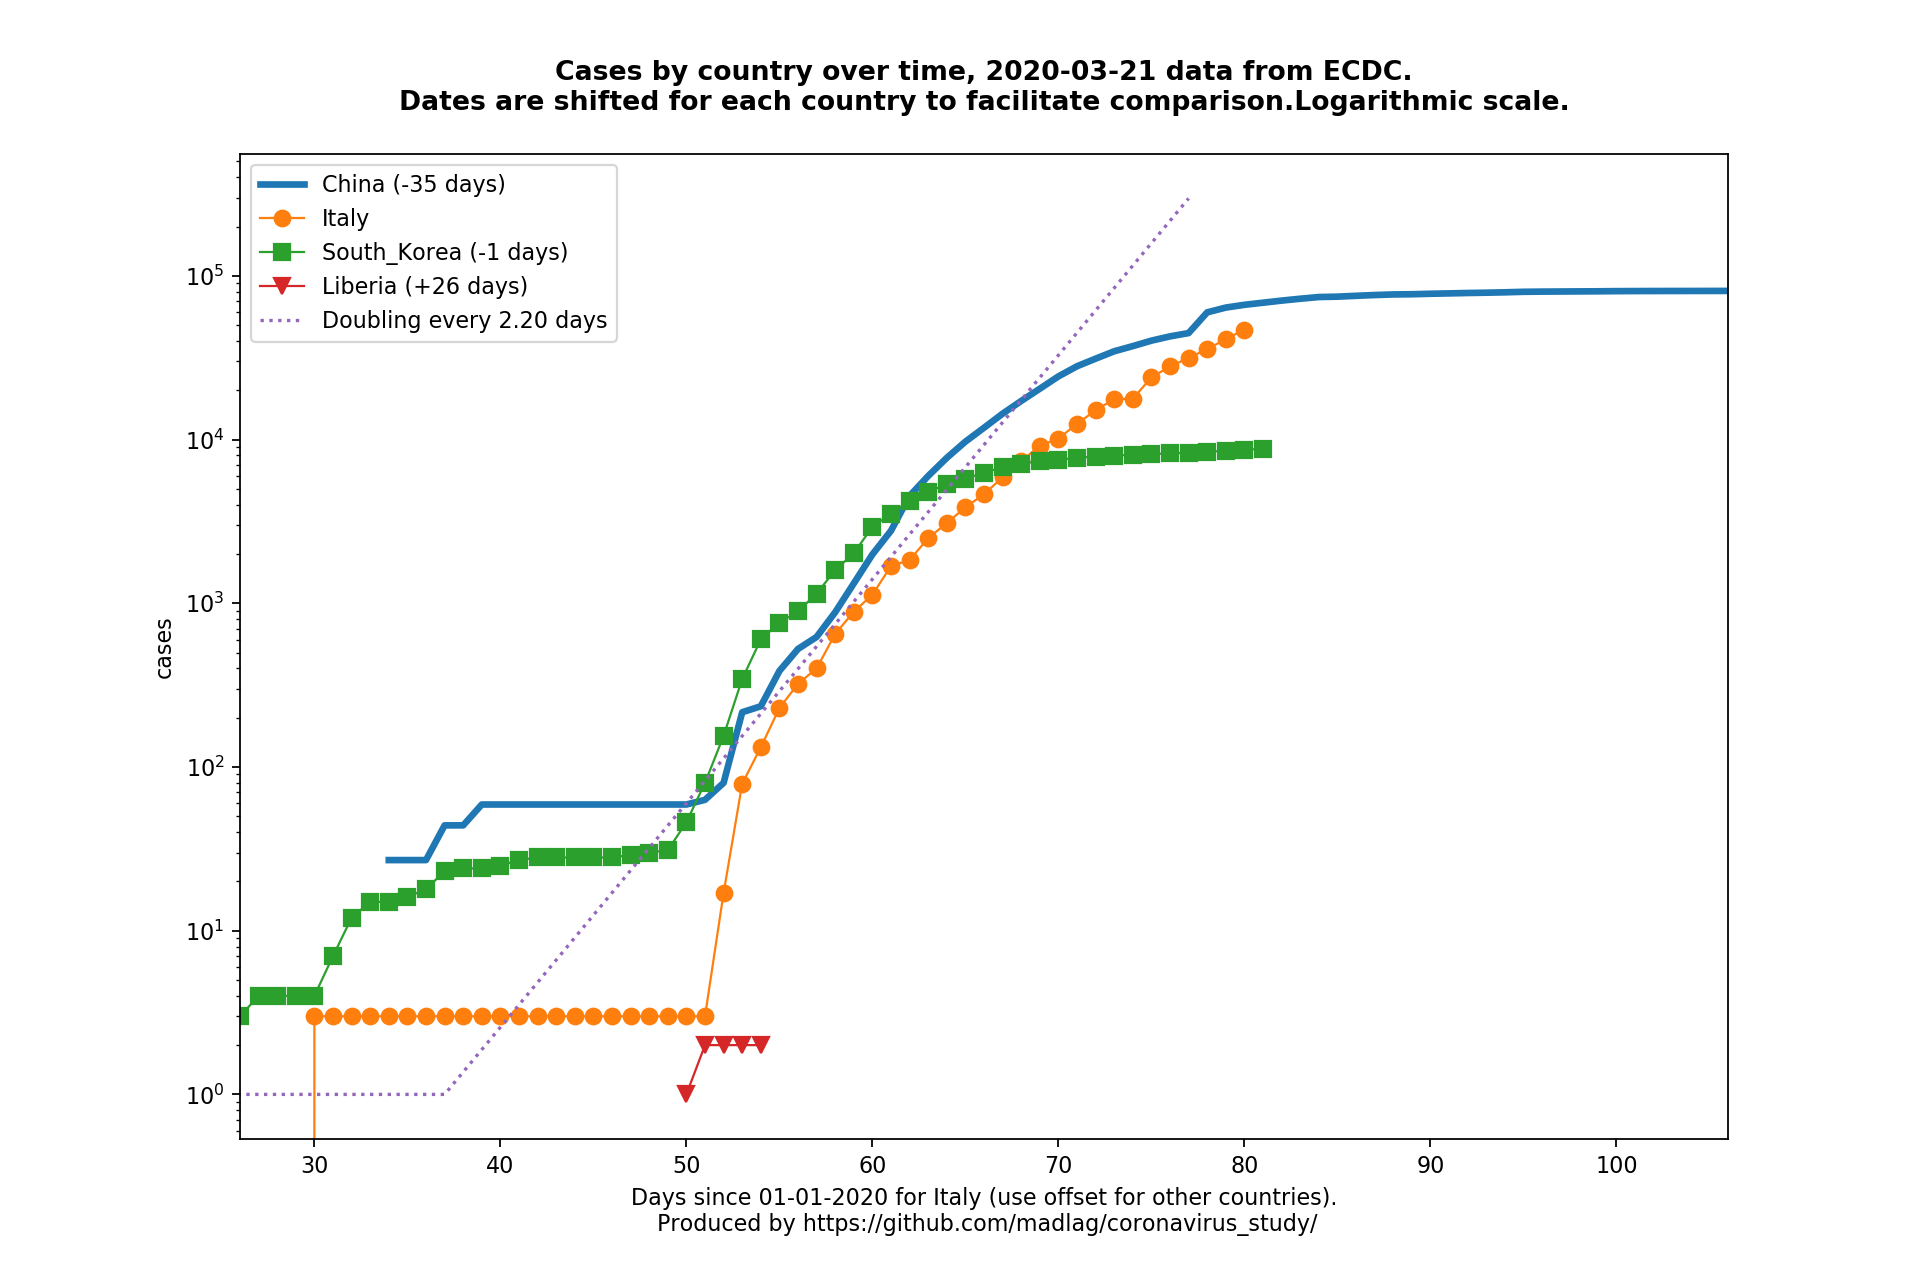 Cases by country over time, 2020-03-21 data from ECDC.
Dates are shifted for each country to facilitate comparison.Logarithmic scale.
China (-35 days)
Italy
South_Korea (-1 days)
Liberia (+26 days)
Doubling every 2.20 days
10^5
10^4
10^3
10^2
10^1
10^0
cases
30 40 50 60 70 80 90 100
Days since 01-01-2020 for Italy (use offset for other countries).
Produced by https://github.com/madlag/coronavirus_study/